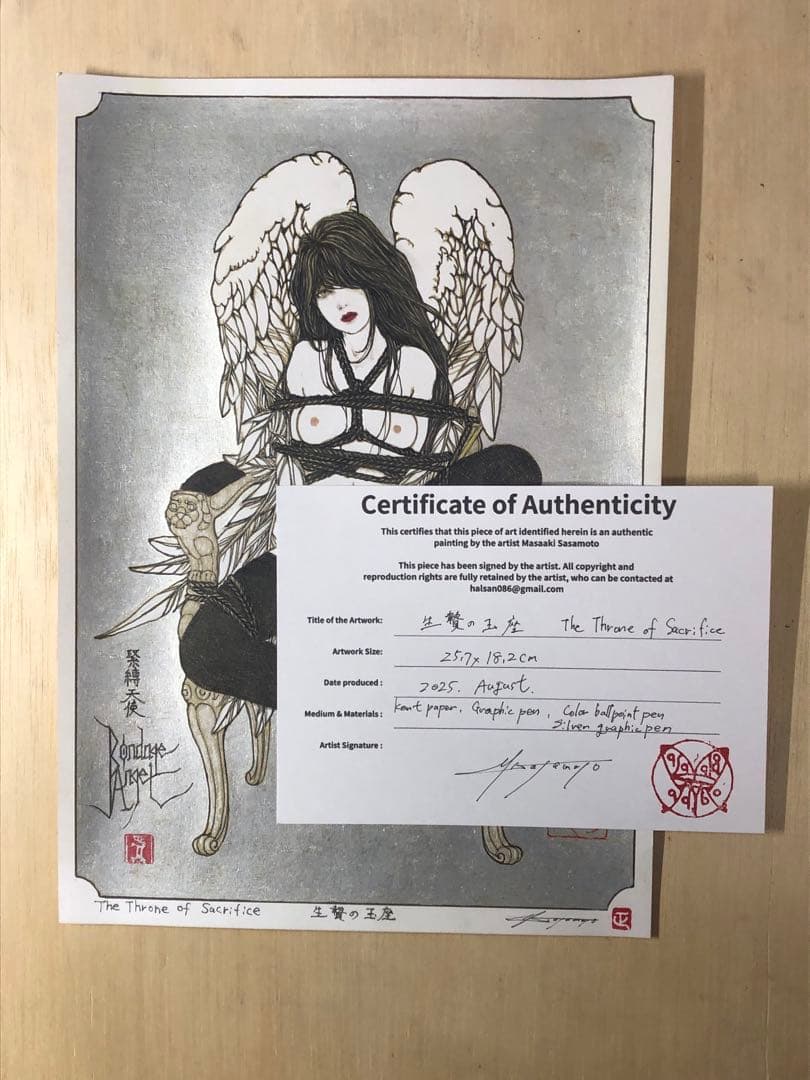 緊縛天使
Bondage
Angel
The Throne of Sacrifice
生贄の玉座
Certificate of Authenticity
This certifies that this piece of art identified herein is an authentic
painting by the artist Masaaki Sasamoto
This piece has been signed by the artist. All copyright and
reproduction rights are fully retained by the artist, who can be contacted at
halsan086@gmail.com
Title of the Artwork: 生贄の玉座 The Throne of Sacrifice
Artwork Size: 25.7×18.2cm
Date produced : 2025. August.
Medium & Materials : Kent paper, Graphic pen, Color ballpoint pen
Silver graphic pen
Artist Signature :